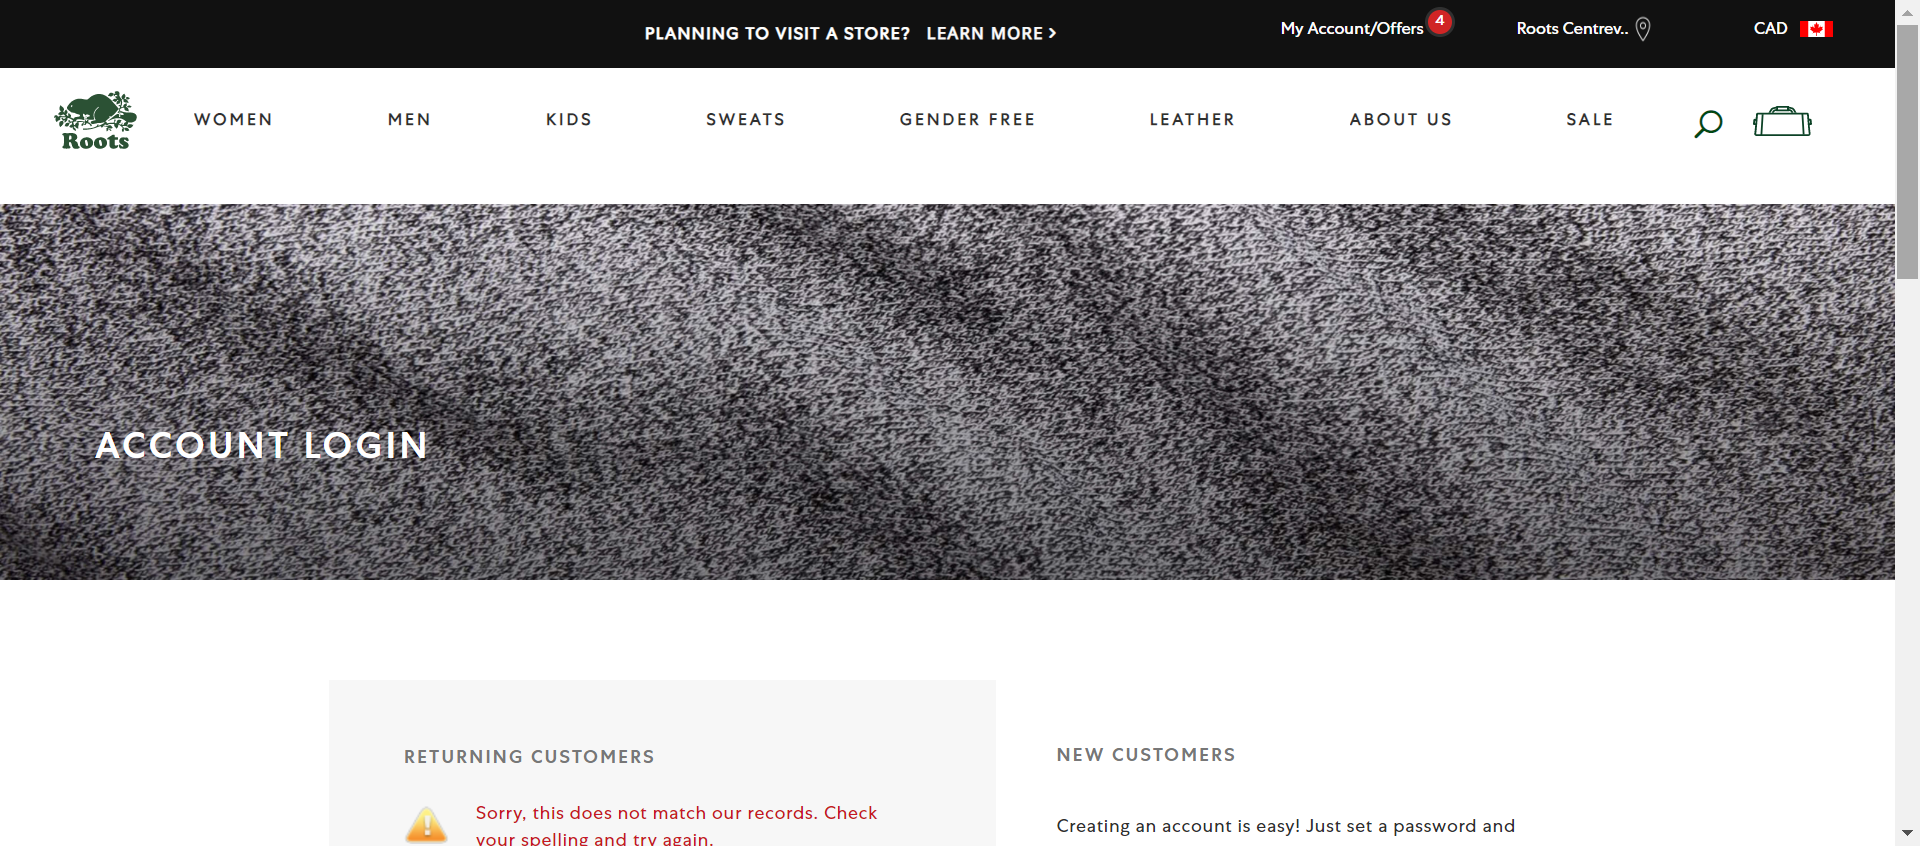 PLANNING TO VISIT A STORE? LEARN MORE >
My Account/Offers 4
Roots Centrev..
CAD
Roots
WOMEN
MEN
KIDS
SWEATS
GENDER FREE
LEATHER
ABOUT US
SALE
ACCOUNT LOGIN
RETURNING CUSTOMERS
Sorry, this does not match our records. Check
your spelling and try again.
NEW CUSTOMERS
Creating an account is easy! Just set a password and